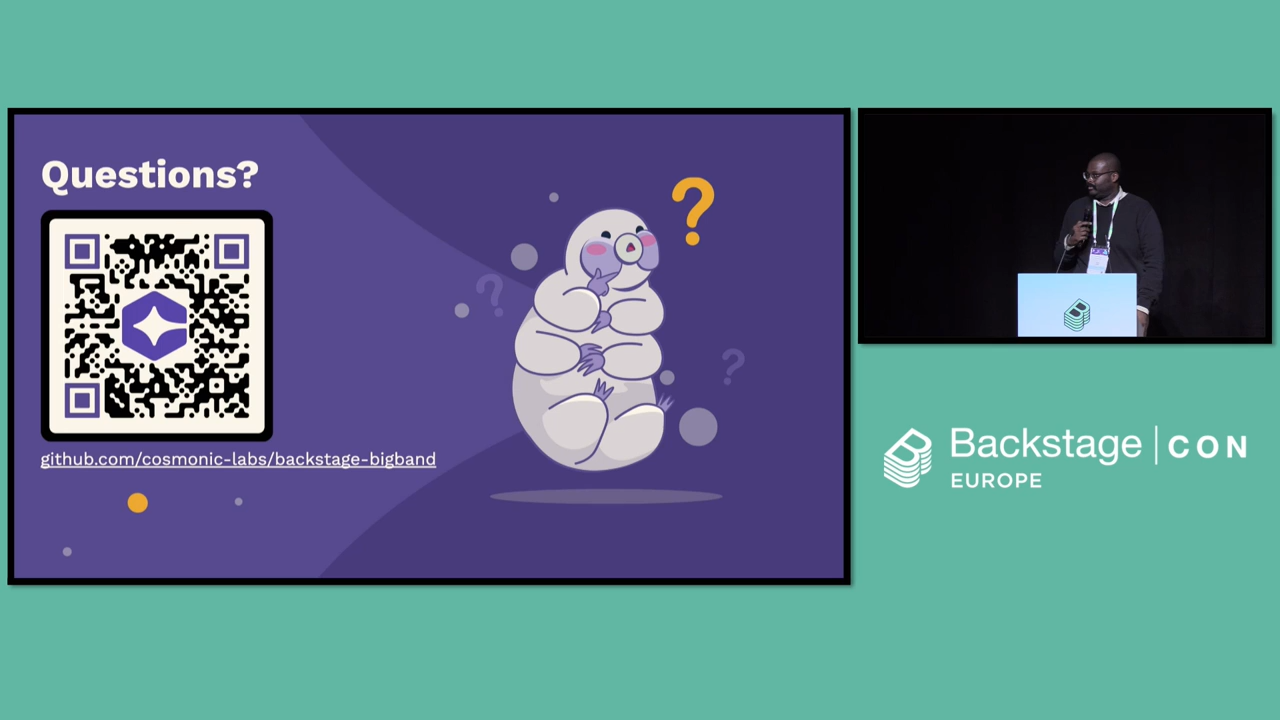 Questions?
github.com/cosmonic-labs/backstage-bigband
?
?
?
Backstage | CON
EUROPE